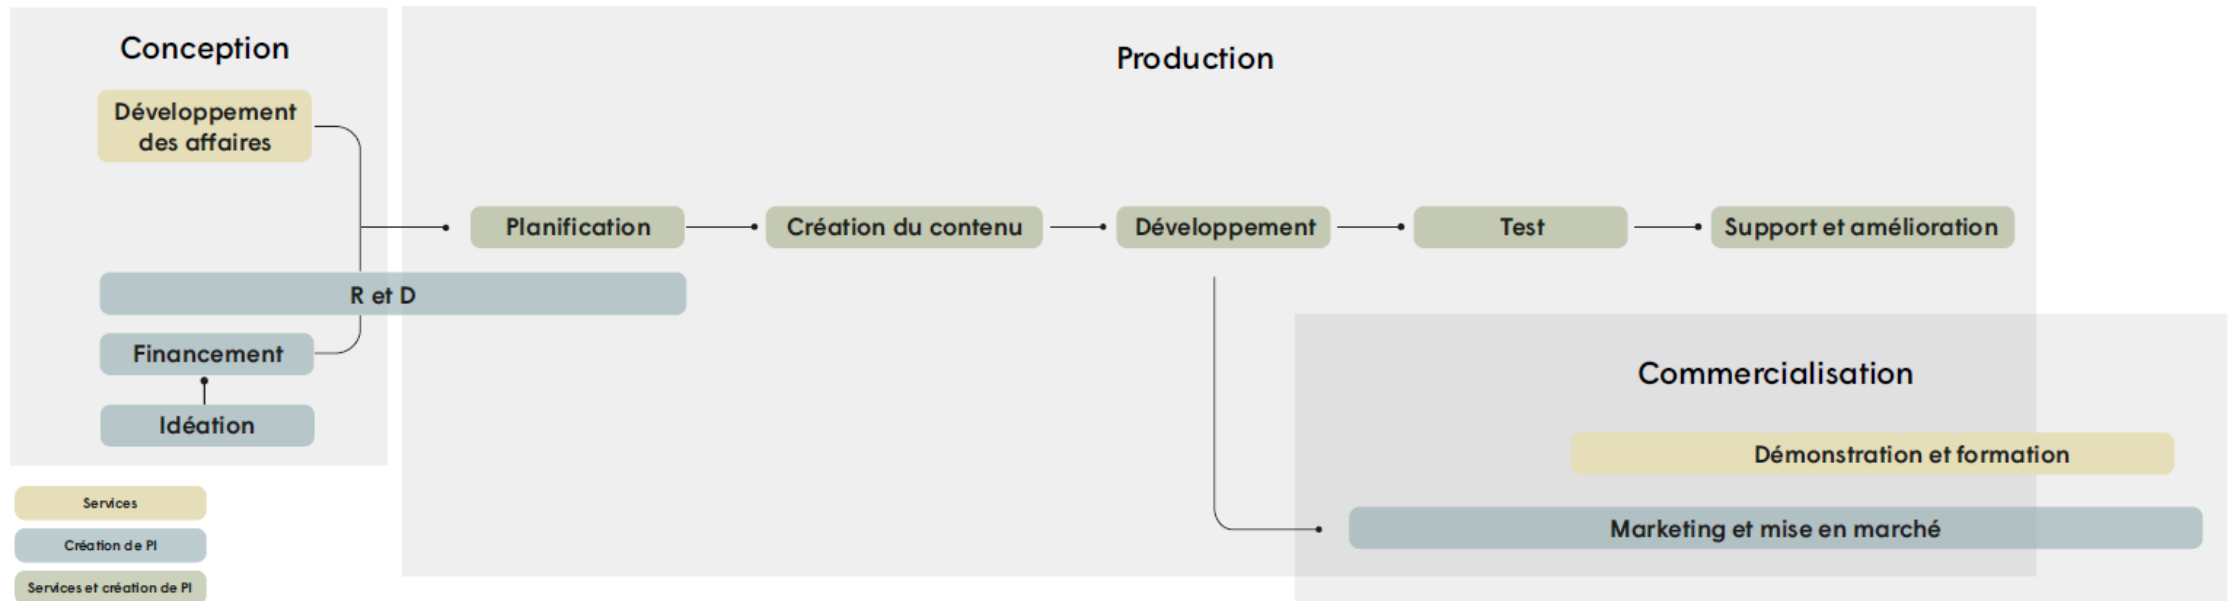 Conception
Production
Développement
des affaires
Planification
Création du contenu
Développement
Test
Support et amélioration
R et D
Financement
Idéation
Commercialisation
Démonstration et formation
Marketing et mise en marché
Services
Création de PI
Services et création de PI